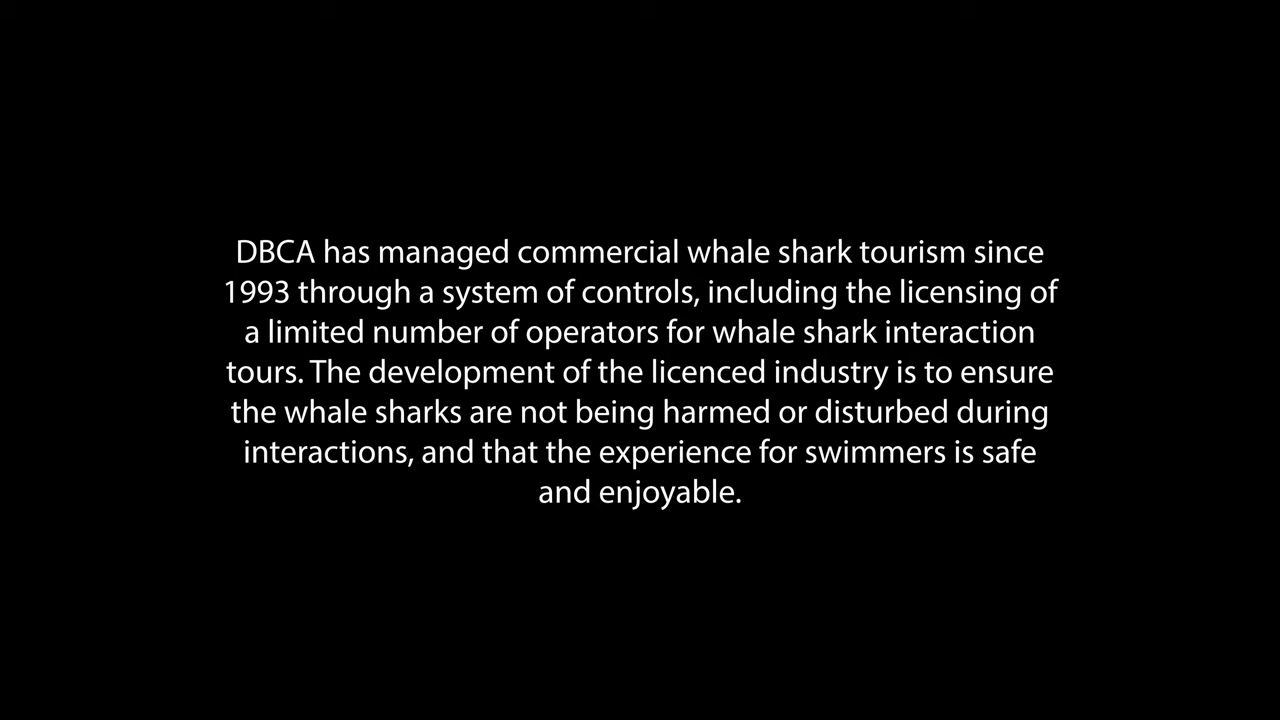 DBCA has managed commercial whale shark tourism since
1993 through a system of controls, including the licensing of
a limited number of operators for whale shark interaction
tours. The development of the licenced industry is to ensure
the whale sharks are not being harmed or disturbed during
interactions, and that the experience for swimmers is safe
and enjoyable.